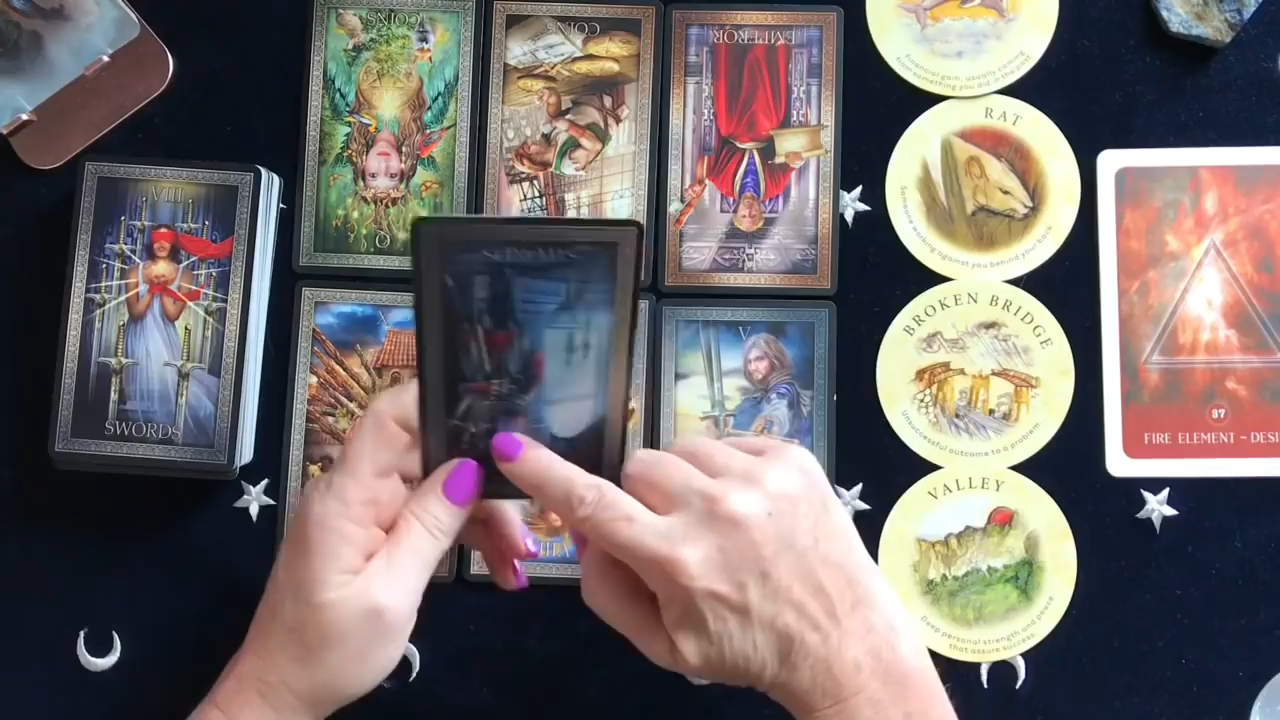 COINS
COINS
EMPEROR
Q
VIII
SWORDS
X
V
VIII
Financial gain, usually coming
from something you did in the past
RAT
Someone working against you behind your back
BROKEN BRIDGE
Unsuccessful outcome to a problem
VALLEY
Deep personal strength and peace
that assure success.
37
FIRE ELEMENT ~ DESI